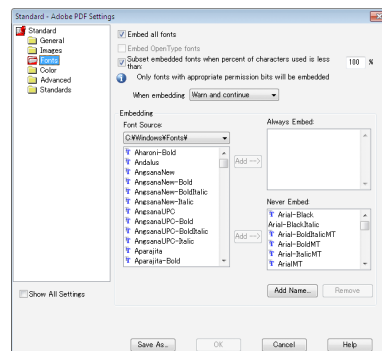 Standard - Adobe PDF Settings
Standard
General
Images
Fonts
Color
Advanced
Standards
Show All Settings
Embed all fonts
Embed OpenType fonts
Subset embedded fonts when percent of characters used is less than: 100 %
Only fonts with appropriate permission bits will be embedded
When embedding Warn and continue
Embedding
Font Source:
C:¥Windows¥Fonts¥
Aharoni-Bold
Andalus
AngsanaNew
AngsanaNew-Bold
AngsanaNew-BoldItalic
AngsanaNew-Italic
AngsanaUPC
AngsanaUPC-Bold
AngsanaUPC-BoldItalic
AngsanaUPC-Italic
Aparajita
Aparajita-Bold
Add -->
Add -->
Always Embed:
Never Embed:
Arial-Black
Arial-BlackItalic
Arial-BoldItalicMT
Arial-BoldMT
Arial-ItalicMT
ArialMT
Add Name...
Remove
Save As...
OK
Cancel
Help